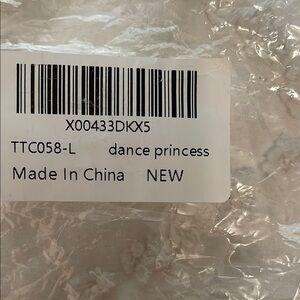 X00433DKX5
TTC058-L dance princess
Made In China NEW